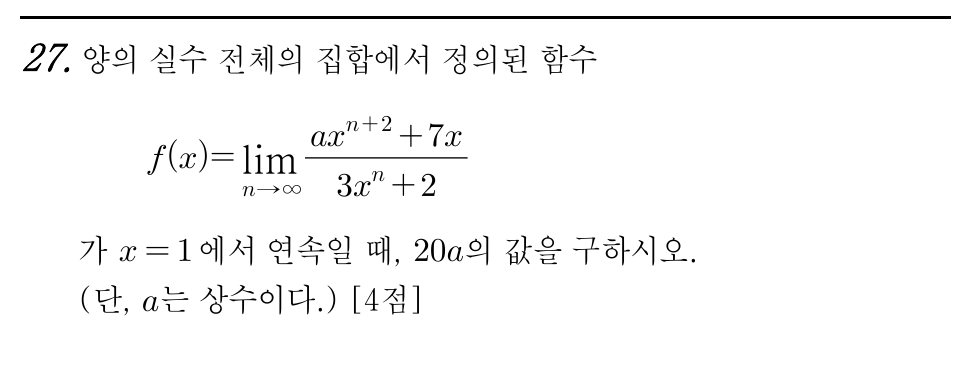 27. 양의 실수 전체의 집합에서 정의된 함수
f(x)=lim_{n→∞} \frac{ax^{n+2}+7x}{3x^n+2}
가 x=1에서 연속일 때, 20a의 값을 구하시오.
(단, a는 상수이다.) [4점]